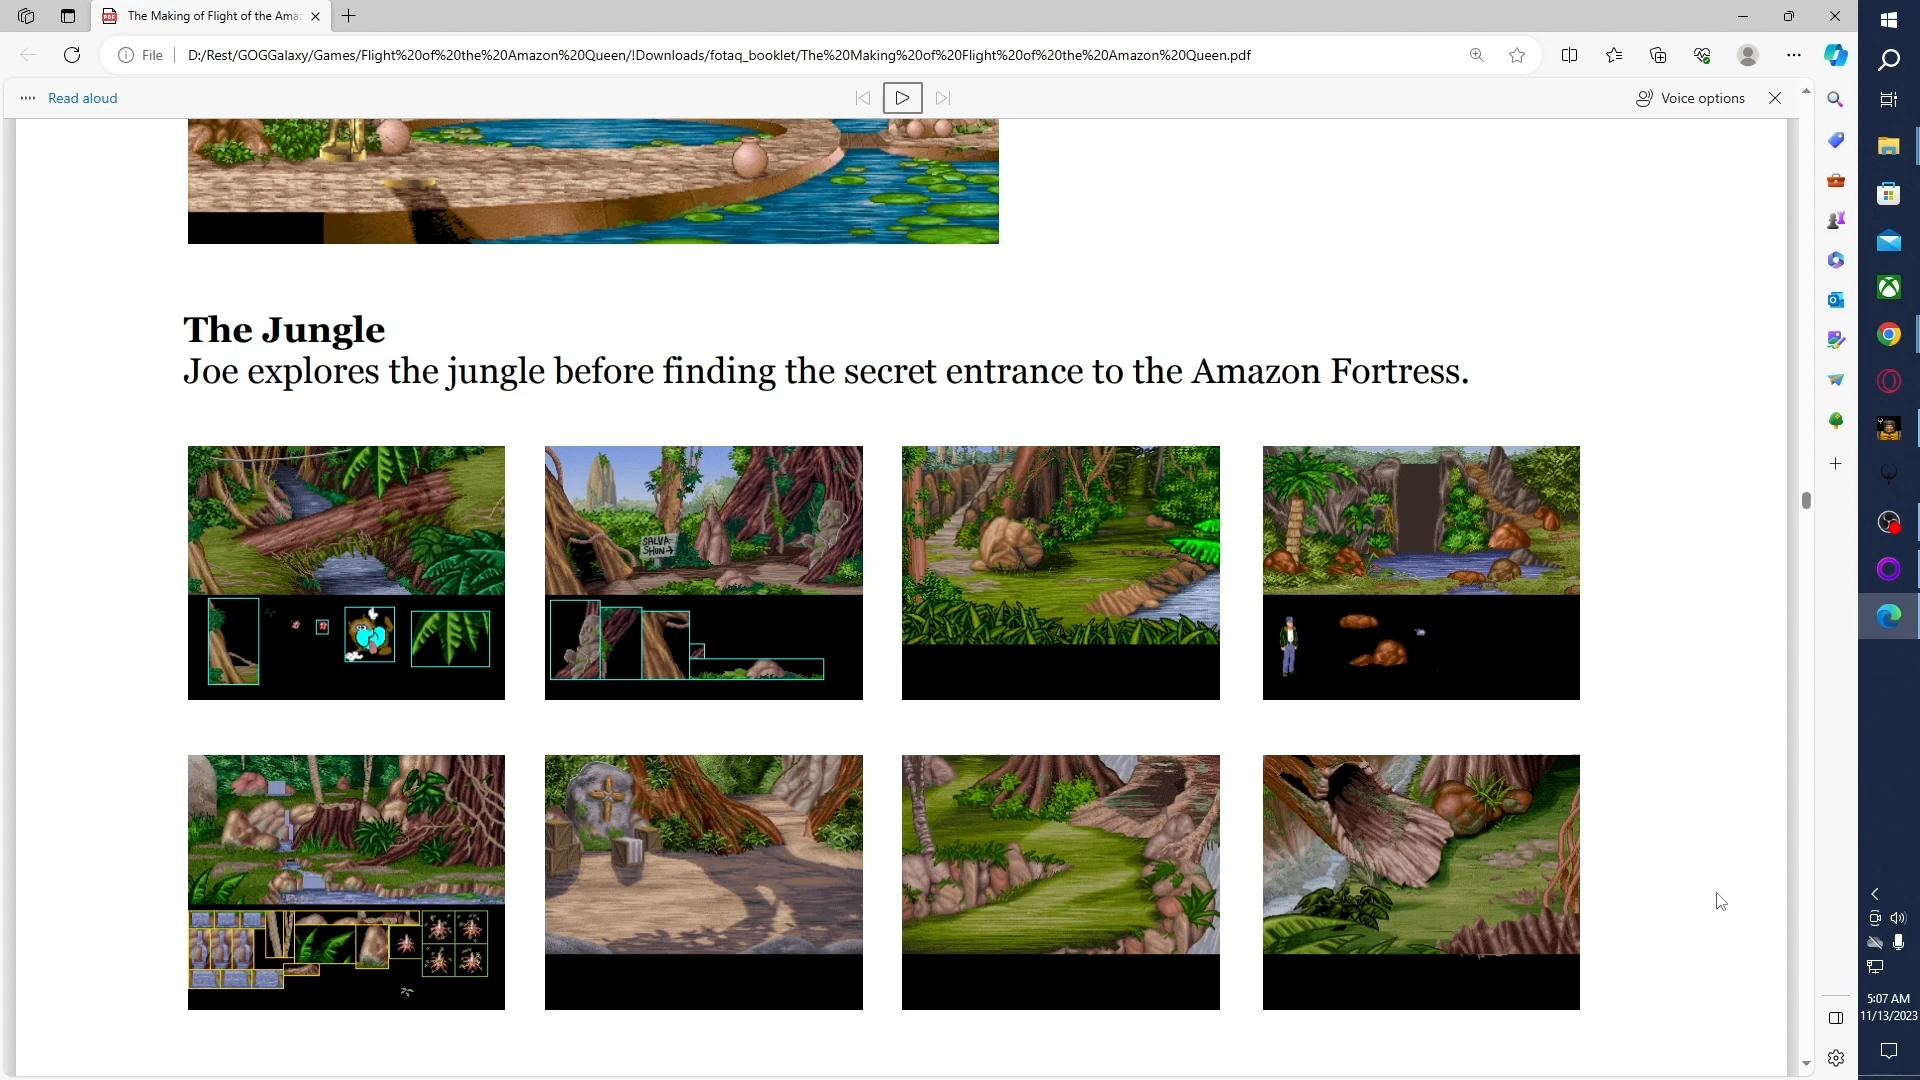 The Making of Flight of the Ama
File
D:/Rest/GOGGalaxy/Games/Flight%20of%20the%20Amazon%20Queen/!Downloads/fotaq_booklet/The%20Making%20of%20Flight%20of%20the%20Amazon%20Queen.pdf
Read aloud
Voice options
The Jungle
Joe explores the jungle before finding the secret entrance to the Amazon Fortress.
SALVA-
SHUN→
5:07 AM
11/13/2023